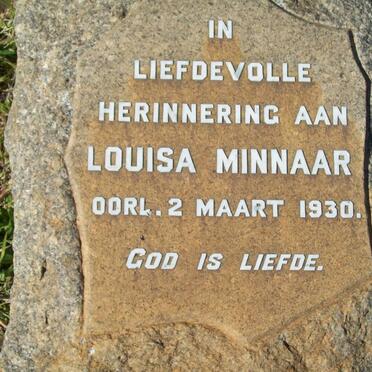 IN
LIEFDEVOLLE
HERINNERING AAN
LOUISA MINNAAR
OORL. 2 MAART 1930.
GOD IS LIEFDE.